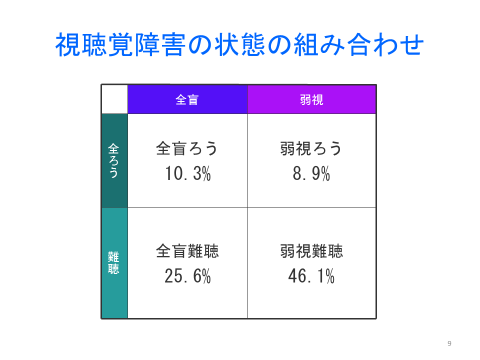 視聴覚障害の状態の組み合わせ
全盲
弱視
全ろう
全盲ろう
10.3%
弱視ろう
8.9%
難聴
全盲難聴
25.6%
弱視難聴
46.1%
9